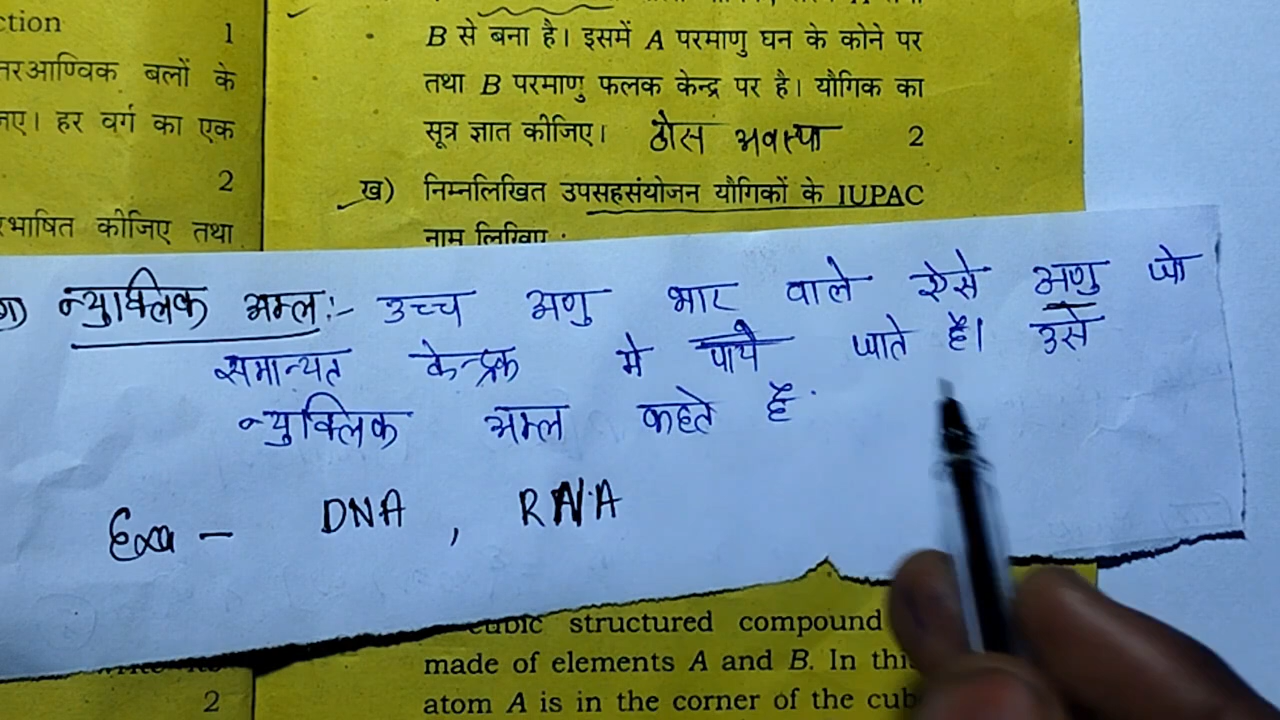 ction
1
तरआण्विक बलों के
जिए। हर वर्ग का एक
2
रभाषित कीजिए तथा
B से बना है। इसमें A परमाणु घन के कोने पर
तथा B परमाणु फलक केन्द्र पर है। यौगिक का
सूत्र ज्ञात कीजिए। ठोस अवस्था 2
ख) निम्नलिखित उपसहसंयोजन यौगिकों के IUPAC
नाम लिखिए :
ग) न्युक्लिक अम्ल :- उच्च अणु भार वाले ऐसे अणु जो
समान्यत केन्द्रक मे पाये जाते है। उसे
न्युक्लिक अम्ल कहते है.
Exa - DNA , RNA
2
cubic structured compound
made of elements A and B. In this
atom A is in the corner of the cub